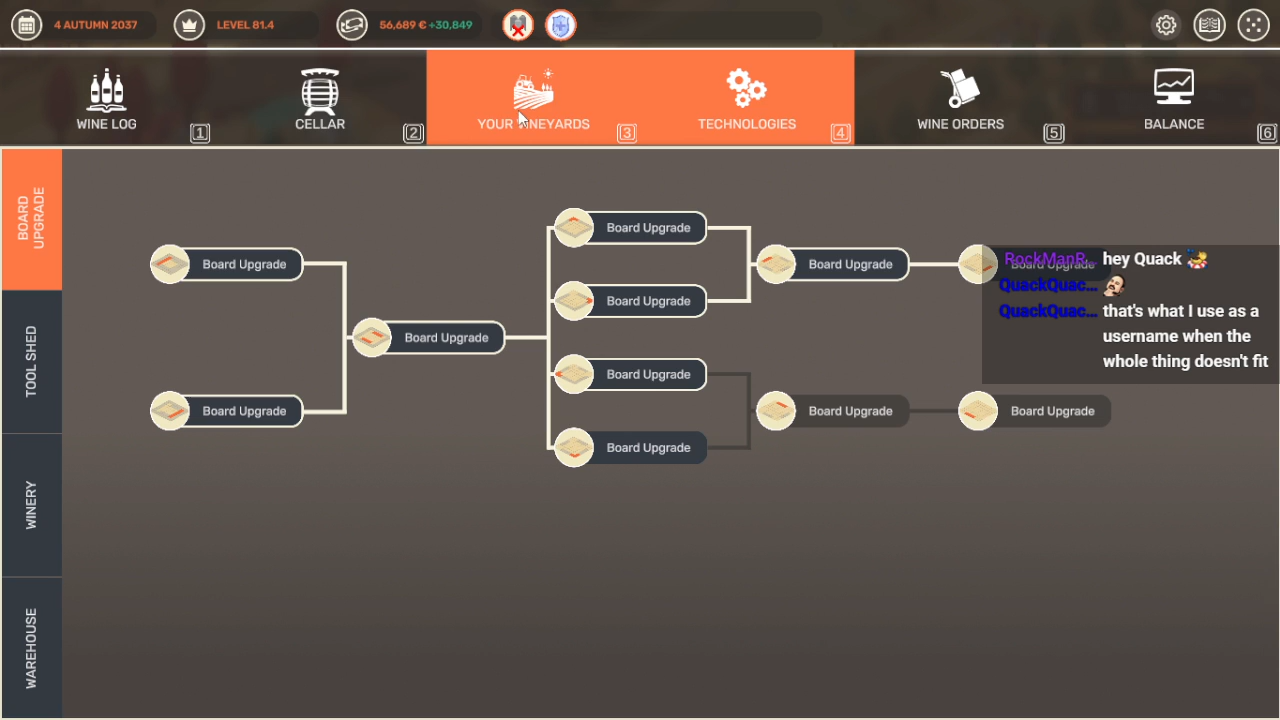 4 AUTUMN 2037
LEVEL 81.4
56,689 € +30,849
WINE LOG
1
CELLAR
2
YOUR VINEYARDS
3
TECHNOLOGIES
4
WINE ORDERS
5
BALANCE
6
BOARD
UPGRADE
TOOL SHED
WINERY
WAREHOUSE
Board Upgrade
Board Upgrade
Board Upgrade
Board Upgrade
Board Upgrade
Board Upgrade
Board Upgrade
Board Upgrade
Board Upgrade
Board Upgrade
Board Upgrade
RockManR... hey Quack
QuackQuac...
QuackQuac... that's what I use as a
username when the
whole thing doesn't fit